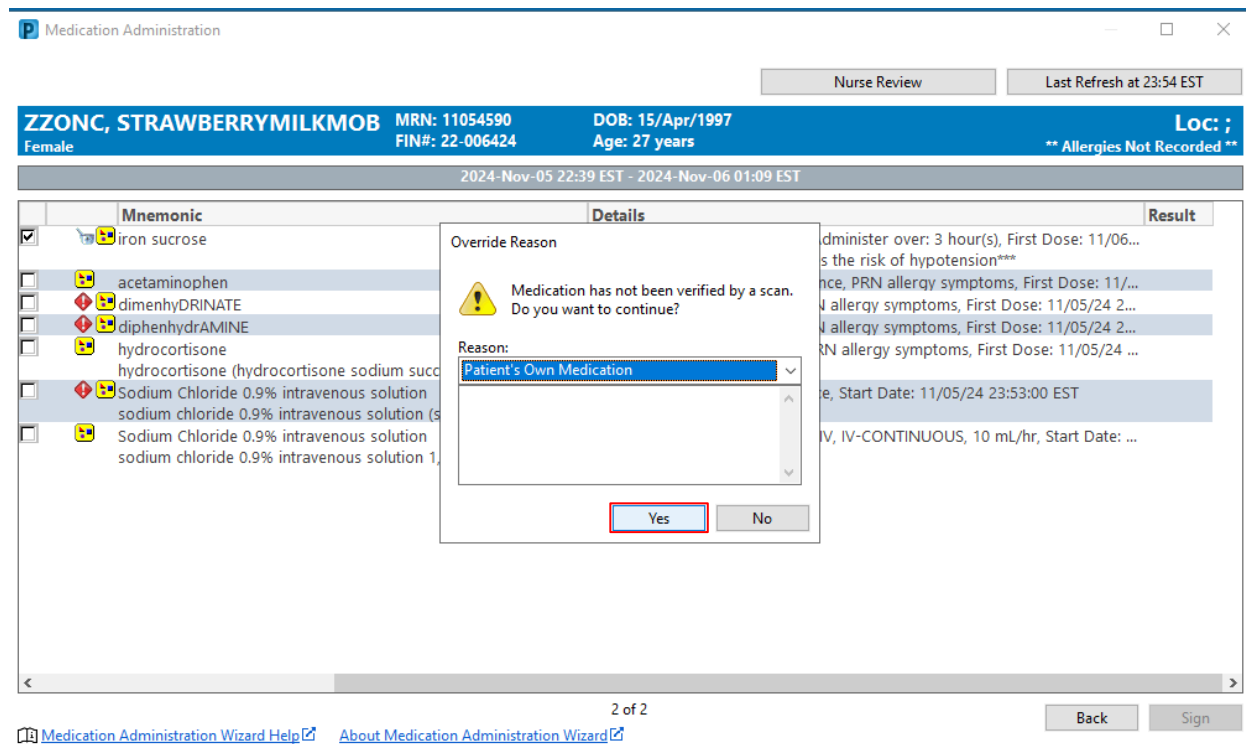 Medication Administration
Nurse Review
Last Refresh at 23:54 EST
ZZONC, STRAWBERRYMILKMOB MRN: 11054590 DOB: 15/Apr/1997 Loc: ;
Female FIN#: 22-006424 Age: 27 years ** Allergies Not Recorded **
2024-Nov-05 22:39 EST - 2024-Nov-06 01:09 EST
Mnemonic Details Result
iron sucrose dminister over: 3 hour(s), First Dose: 11/06...
s the risk of hypotension***
acetaminophen nce, PRN allergy symptoms, First Dose: 11/...
dimenhyDRINATE N allergy symptoms, First Dose: 11/05/24 2...
diphenhydrAMINE N allergy symptoms, First Dose: 11/05/24 2...
hydrocortisone RN allergy symptoms, First Dose: 11/05/24 ...
hydrocortisone (hydrocortisone sodium succ
Sodium Chloride 0.9% intravenous solution e, Start Date: 11/05/24 23:53:00 EST
sodium chloride 0.9% intravenous solution (s
Sodium Chloride 0.9% intravenous solution IV, IV-CONTINUOUS, 10 mL/hr, Start Date: ...
sodium chloride 0.9% intravenous solution 1,
Override Reason
Medication has not been verified by a scan.
Do you want to continue?
Reason:
Patient's Own Medication
Yes No
2 of 2
Back Sign
Medication Administration Wizard Help About Medication Administration Wizard